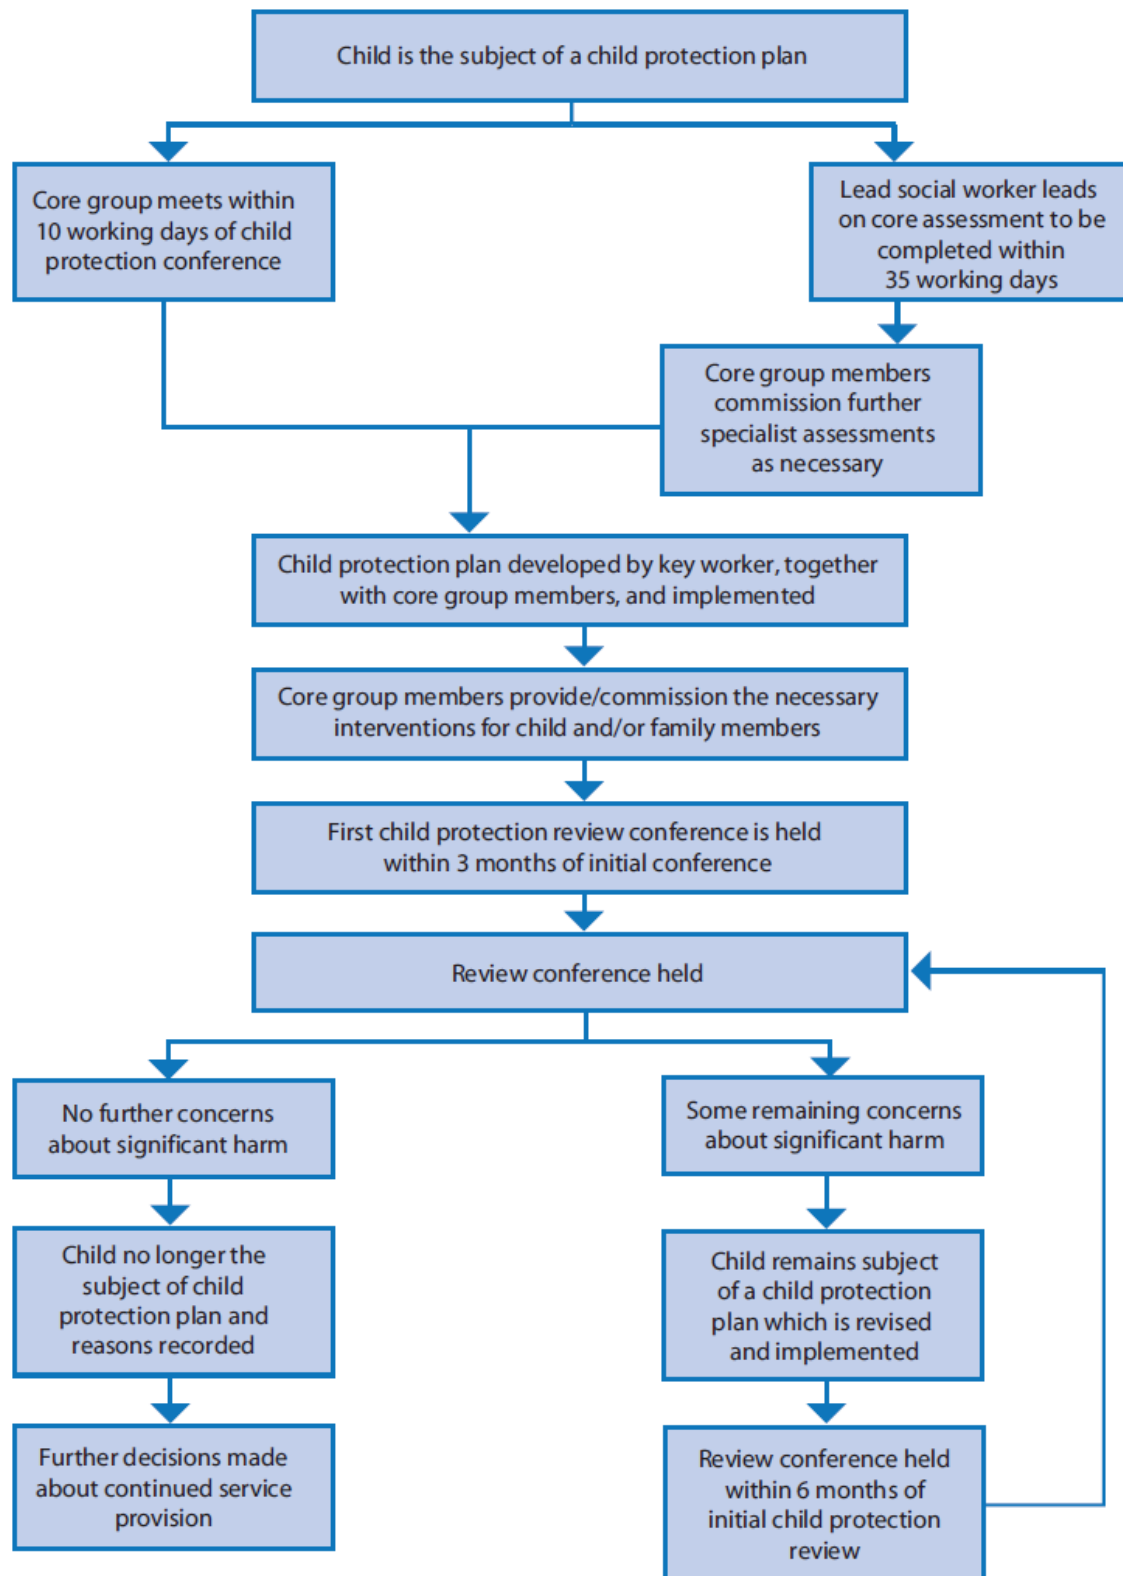 Child is the subject of a child protection plan
Core group meets within
10 working days of child
protection conference
Lead social worker leads
on core assessment to be
completed within
35 working days
Core group members
commission further
specialist assessments
as necessary
Child protection plan developed by key worker, together
with core group members, and implemented
Core group members provide/commission the necessary
interventions for child and/or family members
First child protection review conference is held
within 3 months of initial conference
Review conference held
No further concerns
about significant harm
Some remaining concerns
about significant harm
Child no longer the
subject of child
protection plan and
reasons recorded
Child remains subject
of a child protection
plan which is revised
and implemented
Further decisions made
about continued service
provision
Review conference held
within 6 months of
initial child protection
review